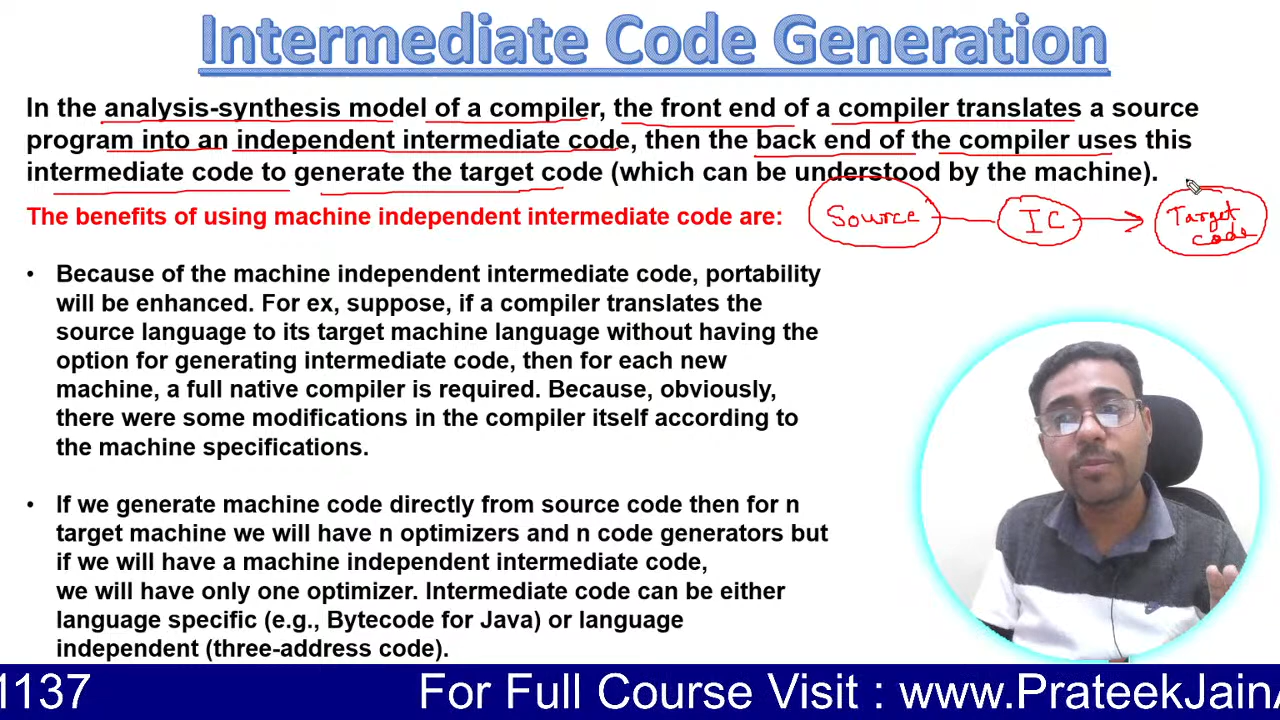 Intermediate Code Generation
In the analysis-synthesis model of a compiler, the front end of a compiler translates a source
program into an independent intermediate code, then the back end of the compiler uses this
intermediate code to generate the target code (which can be understood by the machine).
The benefits of using machine independent intermediate code are:
Source IC Target
code
• Because of the machine independent intermediate code, portability
will be enhanced. For ex, suppose, if a compiler translates the
source language to its target machine language without having the
option for generating intermediate code, then for each new
machine, a full native compiler is required. Because, obviously,
there were some modifications in the compiler itself according to
the machine specifications.
• If we generate machine code directly from source code then for n
target machine we will have n optimizers and n code generators but
if we will have a machine independent intermediate code,
we will have only one optimizer. Intermediate code can be either
language specific (e.g., Bytecode for Java) or language
independent (three-address code).
1137 For Full Course Visit : www.PrateekJain